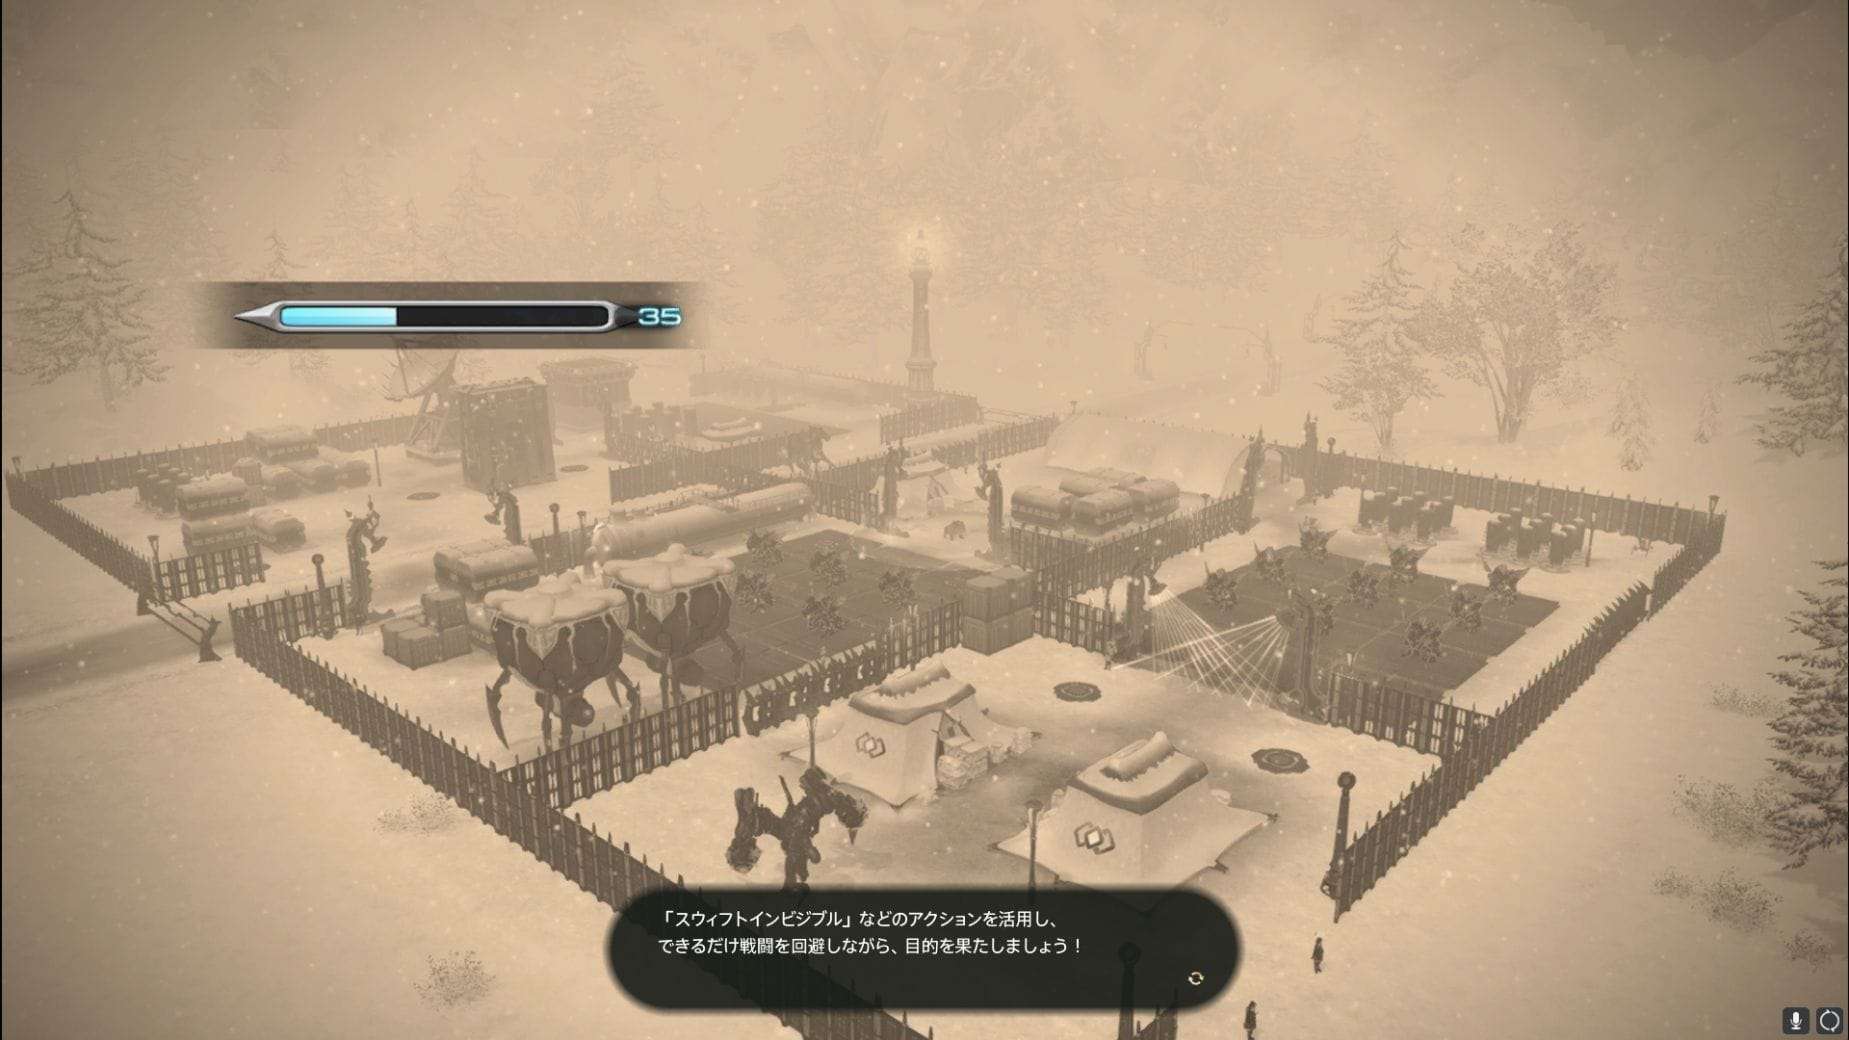 35
「スウィフトインビジブル」などのアクションを活用し、
できるだけ戦闘を回避しながら、目的を果たしましょう！